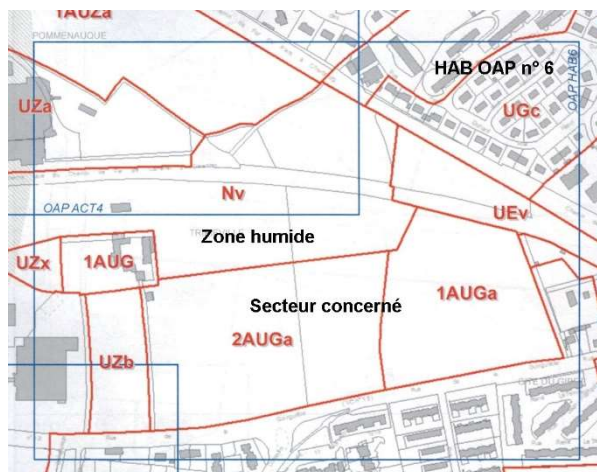 1AUZa
POMMENAUQUE
HAB OAP n° 6
OAP HAB6
UZa
UGc
Nv
OAP ACT4
UEv
Zone humide
UZx
1AUG
Secteur concerné
1AUGa
2AUGa
UZb